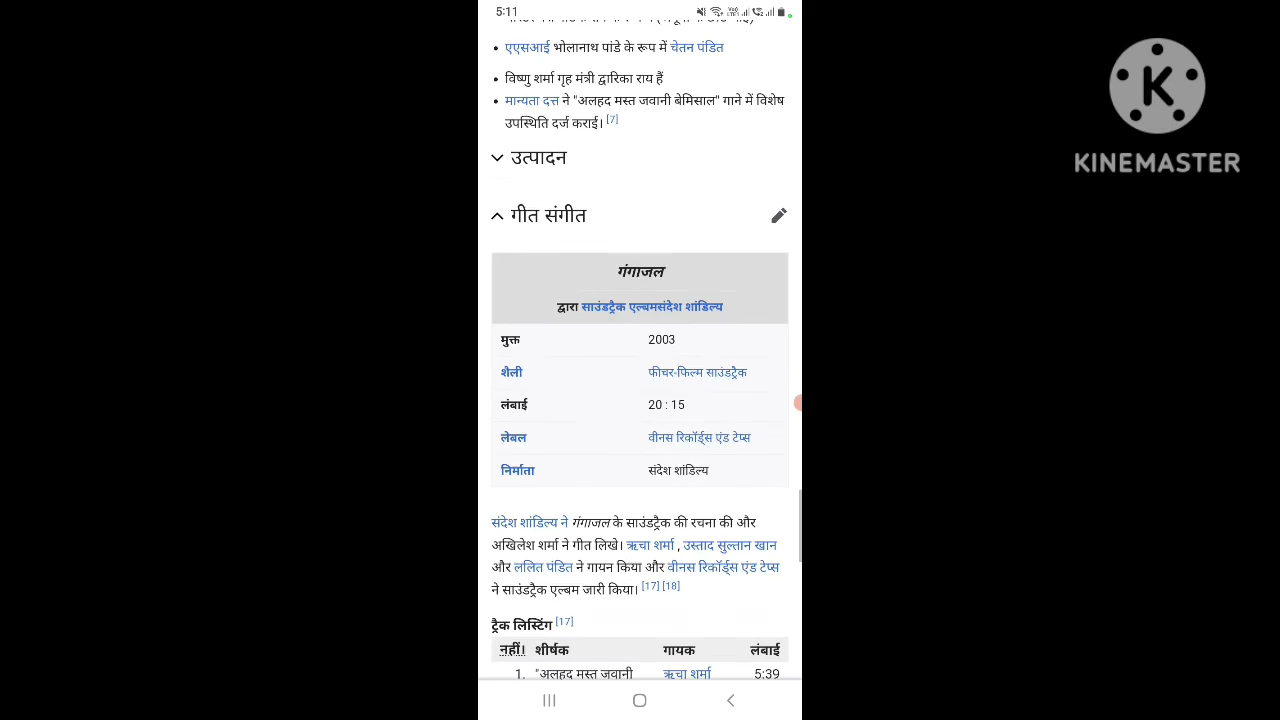 5:11
K
KINEMASTER
एएसआई भोलानाथ पांडे के रूप में चेतन पंडित
विष्णु शर्मा गृह मंत्री द्वारिका राय हैं
मान्यता दत्त ने "अलहद मस्त जवानी बेमिसाल" गाने में विशेष
उपस्थिति दर्ज कराई। [7]
उत्पादन
गीत संगीत
गंगाजल
द्वारा साउंडट्रैक एल्बमसंदेश शांडिल्य
मुक्त 2003
शैली फीचर-फिल्म साउंडट्रैक
लंबाई 20 : 15
लेबल वीनस रिकॉर्ड्स एंड टेप्स
निर्माता संदेश शांडिल्य
संदेश शांडिल्य ने गंगाजल के साउंडट्रैक की रचना की और
अखिलेश शर्मा ने गीत लिखे। ऋचा शर्मा , उस्ताद सुल्तान खान
और ललित पंडित ने गायन किया और वीनस रिकॉर्ड्स एंड टेप्स
ने साउंडट्रैक एल्बम जारी किया। [17] [18]
ट्रैक लिस्टिंग [17]
नहीं। शीर्षक गायक लंबाई
1. "अलहद मस्त जवानी ऋचा शर्मा 5:39